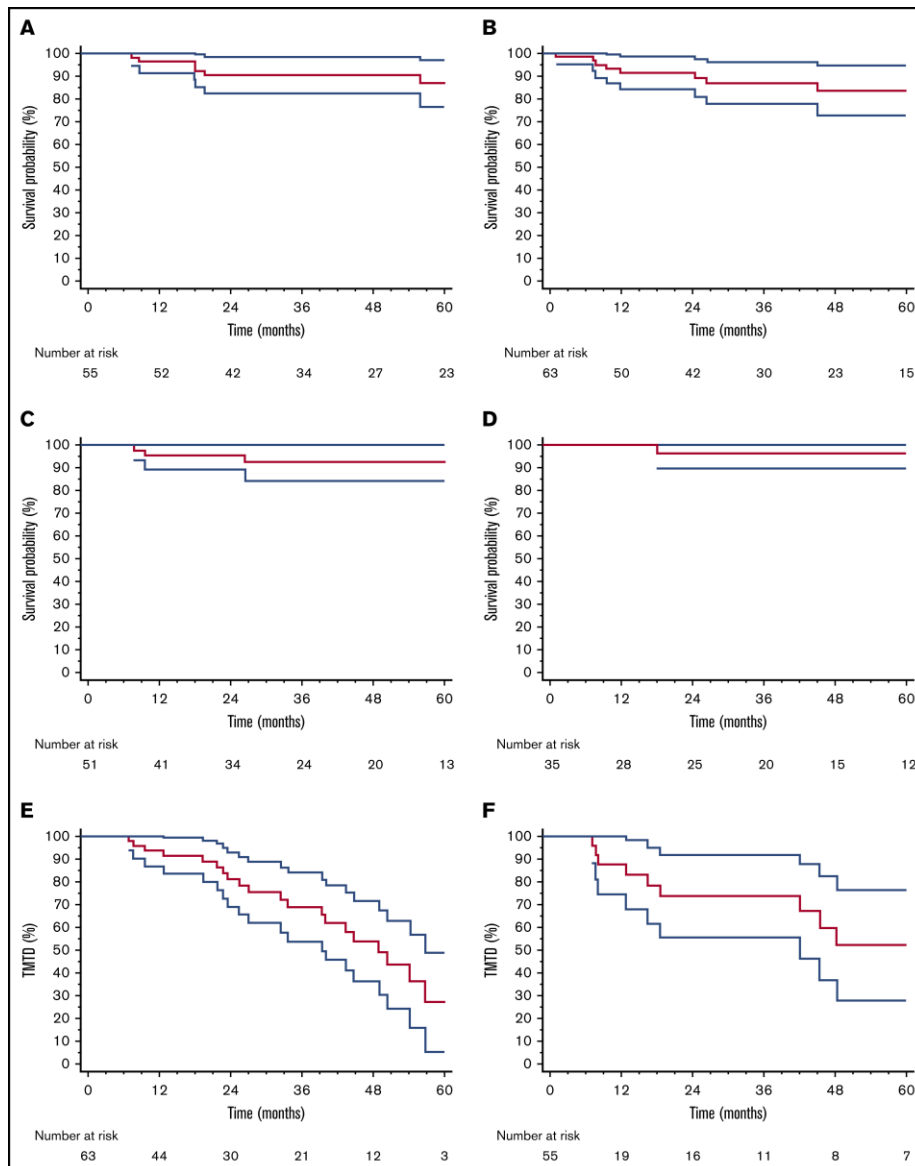 A
100
90
80
70
60
50
40
30
20
10
0
Survival probability (%)
0 12 24 36 48 60
Time (months)
Number at risk
55 52 42 34 27 23
B
100
90
80
70
60
50
40
30
20
10
0
Survival probability (%)
0 12 24 36 48 60
Time (months)
Number at risk
63 50 42 30 23 15
C
100
90
80
70
60
50
40
30
20
10
0
Survival probability (%)
0 12 24 36 48 60
Time (months)
Number at risk
51 41 34 24 20 13
D
100
90
80
70
60
50
40
30
20
10
0
Survival probability (%)
0 12 24 36 48 60
Time (months)
Number at risk
35 28 25 20 15 12
E
100
90
80
70
60
50
40
30
20
10
0
TMTD (%)
0 12 24 36 48 60
Time (months)
Number at risk
63 44 30 21 12 3
F
100
90
80
70
60
50
40
30
20
10
0
TMTD (%)
0 12 24 36 48 60
Time (months)
Number at risk
55 19 16 11 8 7